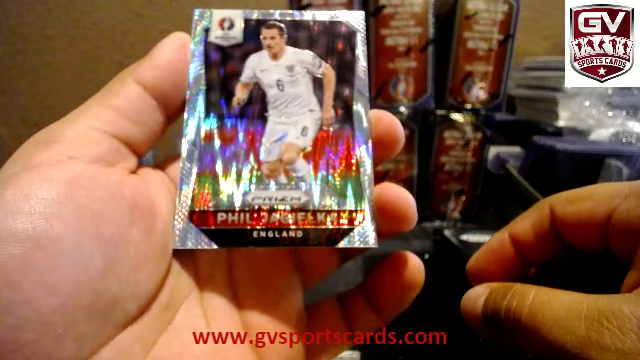 GV
SPORTS CARDS
PRIZM
PHIL JAGIELKA
ENGLAND
www.gvsportscards.com